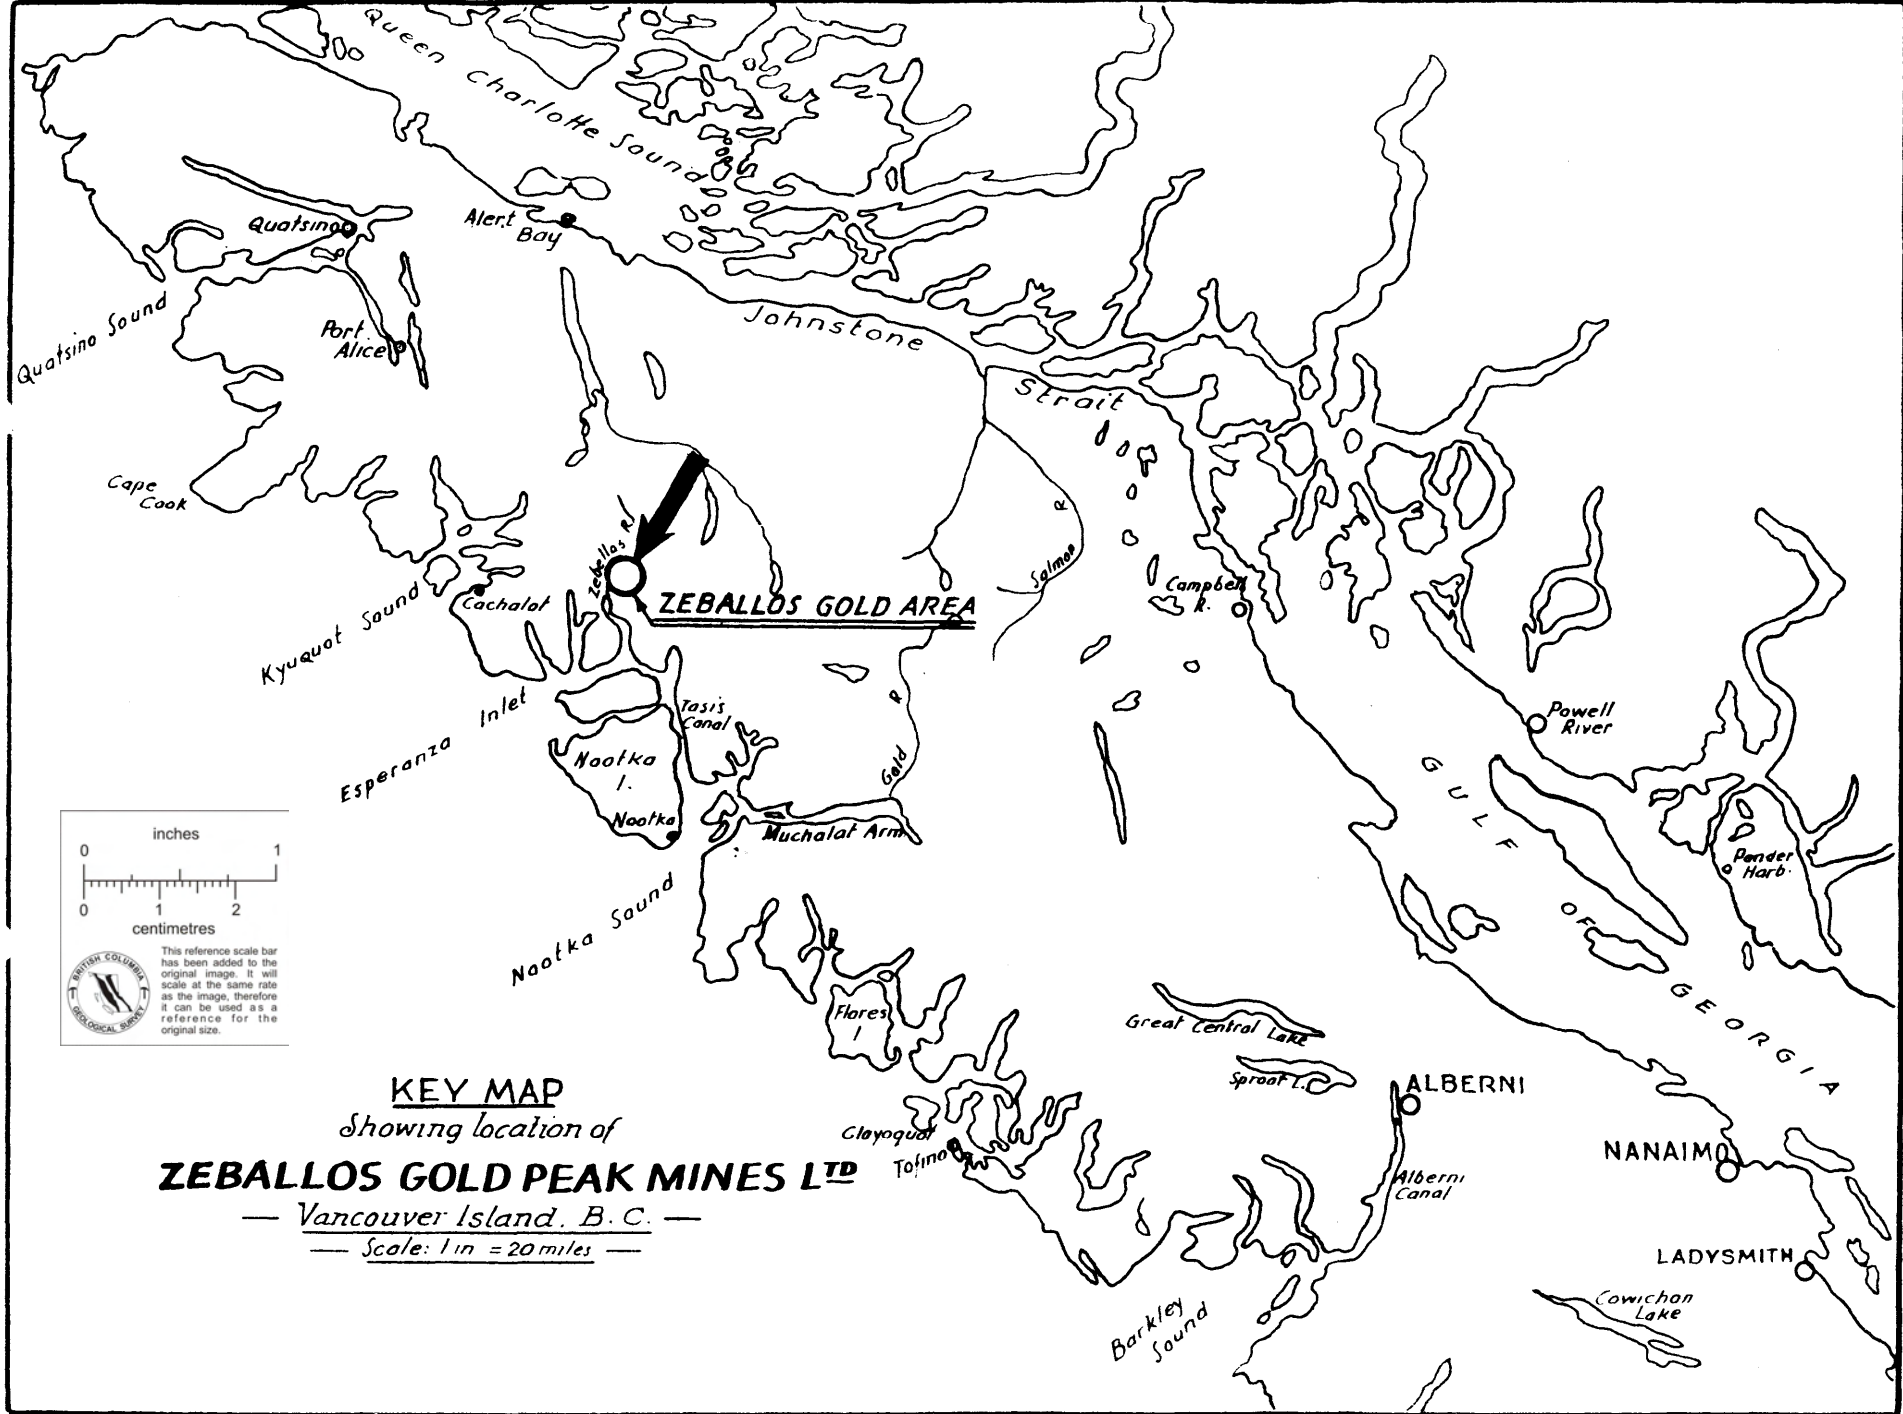 Queen Charlotte Sound
Quatsino
Alert
Bay
Quatsino Sound
Port
Alice
Johnstone
Strait
Cape
Cook
Zebellas R
Salmon R
ZEBALLOS GOLD AREA
Cachalot
Campbell
R.
Kyuquot Sound
Esperanza Inlet
Tasis
Canal
Powell
River
Nootka
I.
Gold R
Nootka
Muchalat Arm
GULF OF GEORGIA
Pender
Harb.
Nootka Sound
inches
0 1
0 1 2
centimetres
This reference scale bar
has been added to the
original image. It will
scale at the same rate
as the image, therefore
it can be used as a
reference for the
original size.
BRITISH COLUMBIA
GEOLOGICAL SURVEY
Flores
I
Great Central Lake
Sproat L.
ALBERNI
Clayoquot
Tofino
NANAIMO
Alberni
Canal
LADYSMITH
Cowichan
Lake
Barkley
Sound
KEY MAP
Showing location of
ZEBALLOS GOLD PEAK MINES LTD
— Vancouver Island. B.C. —
— Scale: 1 in = 20 miles —